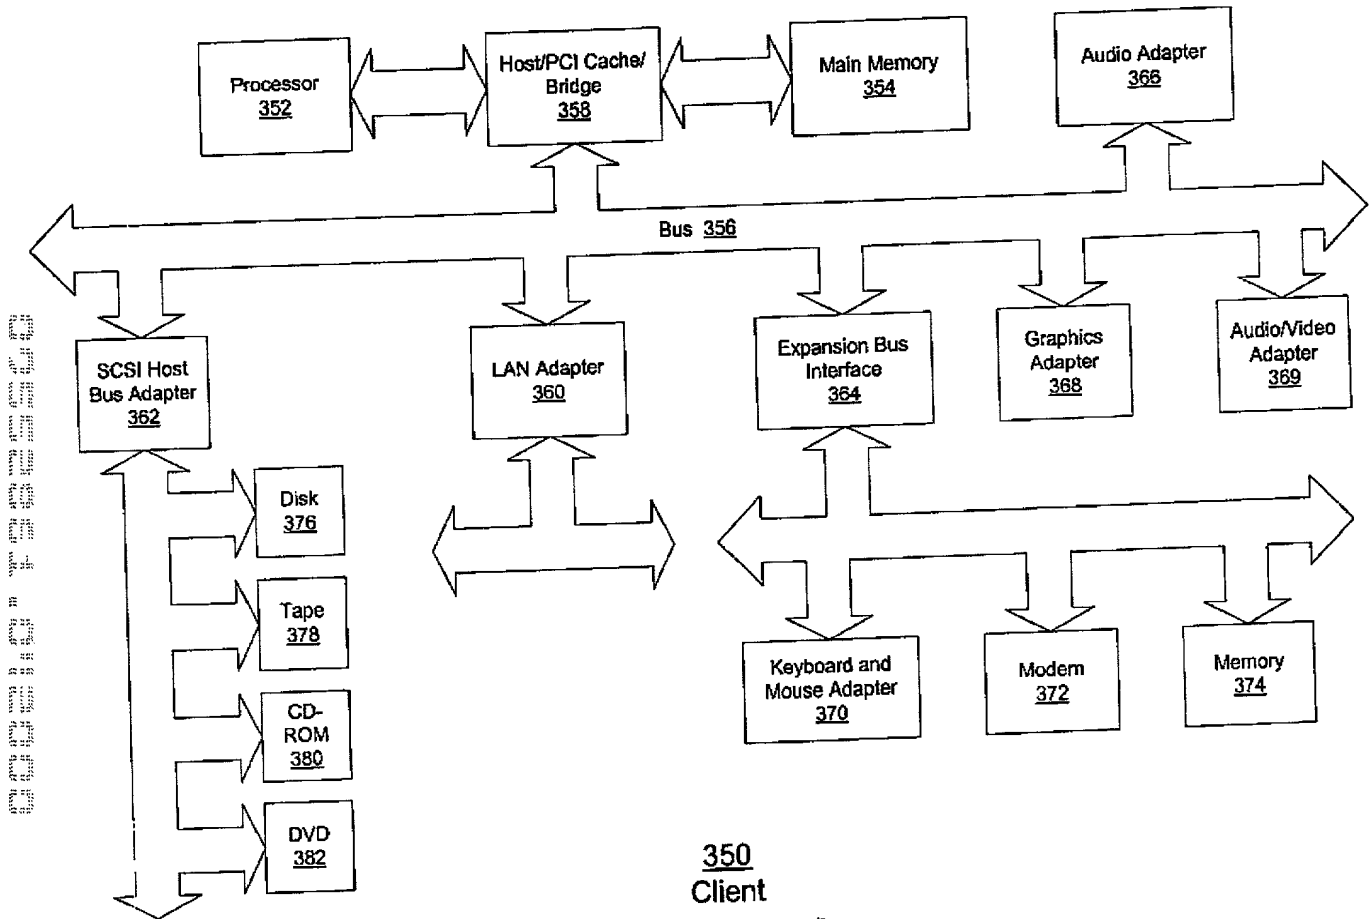 Processor
352
Host/PCI Cache/
Bridge
358
Main Memory
354
Audio Adapter
366
Bus 356
SCSI Host
Bus Adapter
362
LAN Adapter
360
Expansion Bus
Interface
364
Graphics
Adapter
368
Audio/Video
Adapter
369
Disk
376
Tape
378
CD-
ROM
380
DVD
382
Keyboard and
Mouse Adapter
370
Modem
372
Memory
374
350
Client